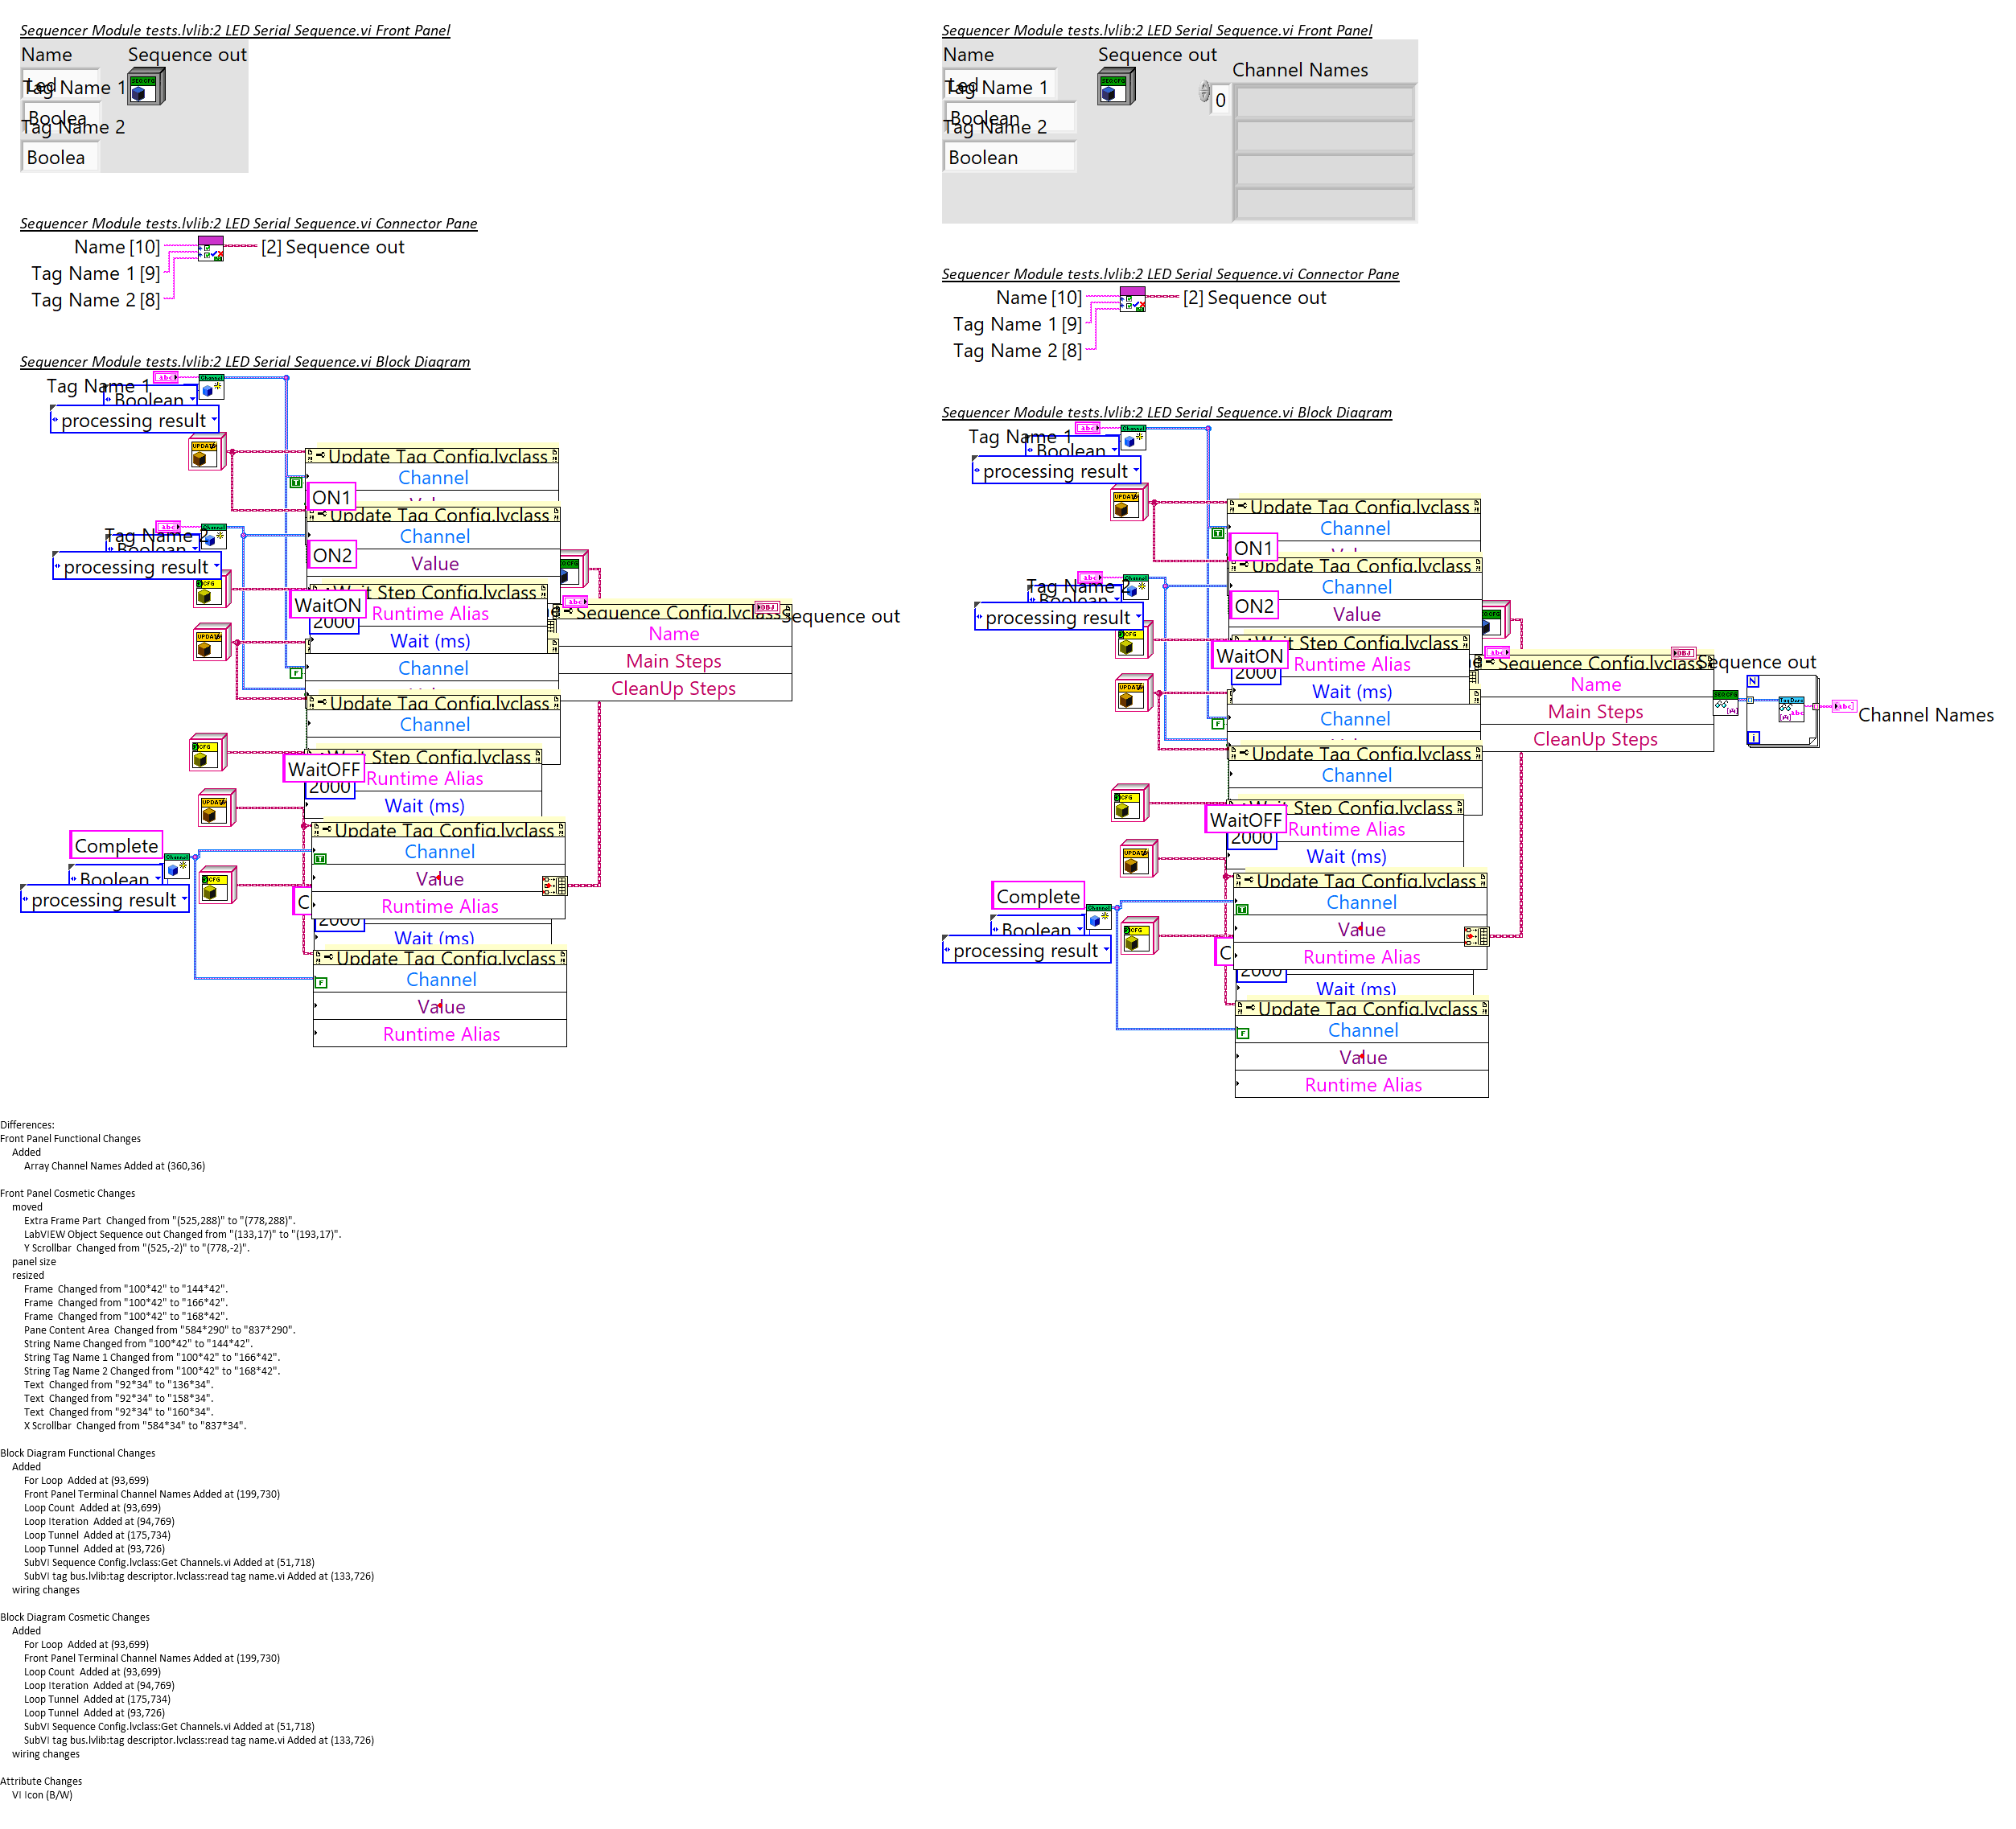 Sequencer Module tests.lvlib:2 LED Serial Sequence.vi Front Panel
Name
Sequence out
Led
Tag Name 1
Boolea
Tag Name 2
Boolea
Sequencer Module tests.lvlib:2 LED Serial Sequence.vi Connector Pane
Name [10]
[2] Sequence out
Tag Name 1 [9]
Tag Name 2 [8]
Sequencer Module tests.lvlib:2 LED Serial Sequence.vi Block Diagram
Tag Name 1
Boolean
processing result
Update Tag Config.lvclass
Channel
ON1
Update Tag Config.lvclass
Tag Name 2
Boolean
Channel
ON2
processing result
Value
Wait Step Config.lvclass
WaitON
Runtime Alias
2000
Sequence Config.lvclass
Sequence out
Name
Wait (ms)
Main Steps
Channel
CleanUp Steps
Update Tag Config.lvclass
Channel
Wait Step Config.lvclass
WaitOFF
Runtime Alias
2000
Wait (ms)
Update Tag Config.lvclass
Complete
Channel
Boolean
Value
processing result
C
Runtime Alias
2000
Wait (ms)
Update Tag Config.lvclass
Channel
Value
Runtime Alias
Sequencer Module tests.lvlib:2 LED Serial Sequence.vi Front Panel
Name
Sequence out
Channel Names
Led
Tag Name 1
0
Boolean
Tag Name 2
Boolean
Sequencer Module tests.lvlib:2 LED Serial Sequence.vi Connector Pane
Name [10]
[2] Sequence out
Tag Name 1 [9]
Tag Name 2 [8]
Sequencer Module tests.lvlib:2 LED Serial Sequence.vi Block Diagram
Tag Name 1
Boolean
processing result
Update Tag Config.lvclass
Channel
ON1
Update Tag Config.lvclass
Tag Name 2
Boolean
Channel
ON2
processing result
Value
Wait Step Config.lvclass
WaitON
Runtime Alias
2000
Sequence Config.lvclass
Sequence out
Name
Wait (ms)
Main Steps
Channel Names
Channel
CleanUp Steps
Update Tag Config.lvclass
Channel
Wait Step Config.lvclass
WaitOFF
Runtime Alias
2000
Wait (ms)
Update Tag Config.lvclass
Complete
Channel
Boolean
Value
processing result
C
Runtime Alias
2000
Wait (ms)
Update Tag Config.lvclass
Channel
Value
Runtime Alias
Differences:
Front Panel Functional Changes
Added
Array Channel Names Added at (360,36)
Front Panel Cosmetic Changes
moved
Extra Frame Part  Changed from "(525,288)" to "(778,288)".
LabVIEW Object Sequence out Changed from "(133,17)" to "(193,17)".
Y Scrollbar  Changed from "(525,-2)" to "(778,-2)".
panel size
resized
Frame  Changed from "100*42" to "144*42".
Frame  Changed from "100*42" to "166*42".
Frame  Changed from "100*42" to "168*42".
Pane Content Area  Changed from "584*290" to "837*290".
String Name Changed from "100*42" to "144*42".
String Tag Name 1 Changed from "100*42" to "166*42".
String Tag Name 2 Changed from "100*42" to "168*42".
Text  Changed from "92*34" to "136*34".
Text  Changed from "92*34" to "158*34".
Text  Changed from "92*34" to "160*34".
X Scrollbar  Changed from "584*34" to "837*34".
Block Diagram Functional Changes
Added
For Loop  Added at (93,699)
Front Panel Terminal Channel Names Added at (199,730)
Loop Count  Added at (93,699)
Loop Iteration  Added at (94,769)
Loop Tunnel  Added at (175,734)
Loop Tunnel  Added at (93,726)
SubVI Sequence Config.lvclass:Get Channels.vi Added at (51,718)
SubVI tag bus.lvlib:tag descriptor.lvclass:read tag name.vi Added at (133,726)
wiring changes
Block Diagram Cosmetic Changes
Added
For Loop  Added at (93,699)
Front Panel Terminal Channel Names Added at (199,730)
Loop Count  Added at (93,699)
Loop Iteration  Added at (94,769)
Loop Tunnel  Added at (175,734)
Loop Tunnel  Added at (93,726)
SubVI Sequence Config.lvclass:Get Channels.vi Added at (51,718)
SubVI tag bus.lvlib:tag descriptor.lvclass:read tag name.vi Added at (133,726)
wiring changes
Attribute Changes
VI Icon (B/W)